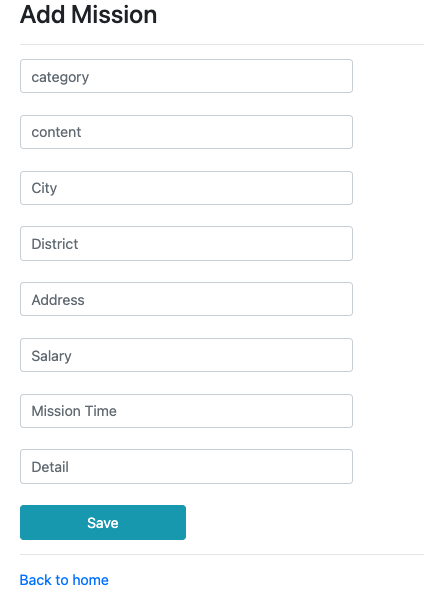 Add Mission
category
content
City
District
Address
Salary
Mission Time
Detail
Save
Back to home